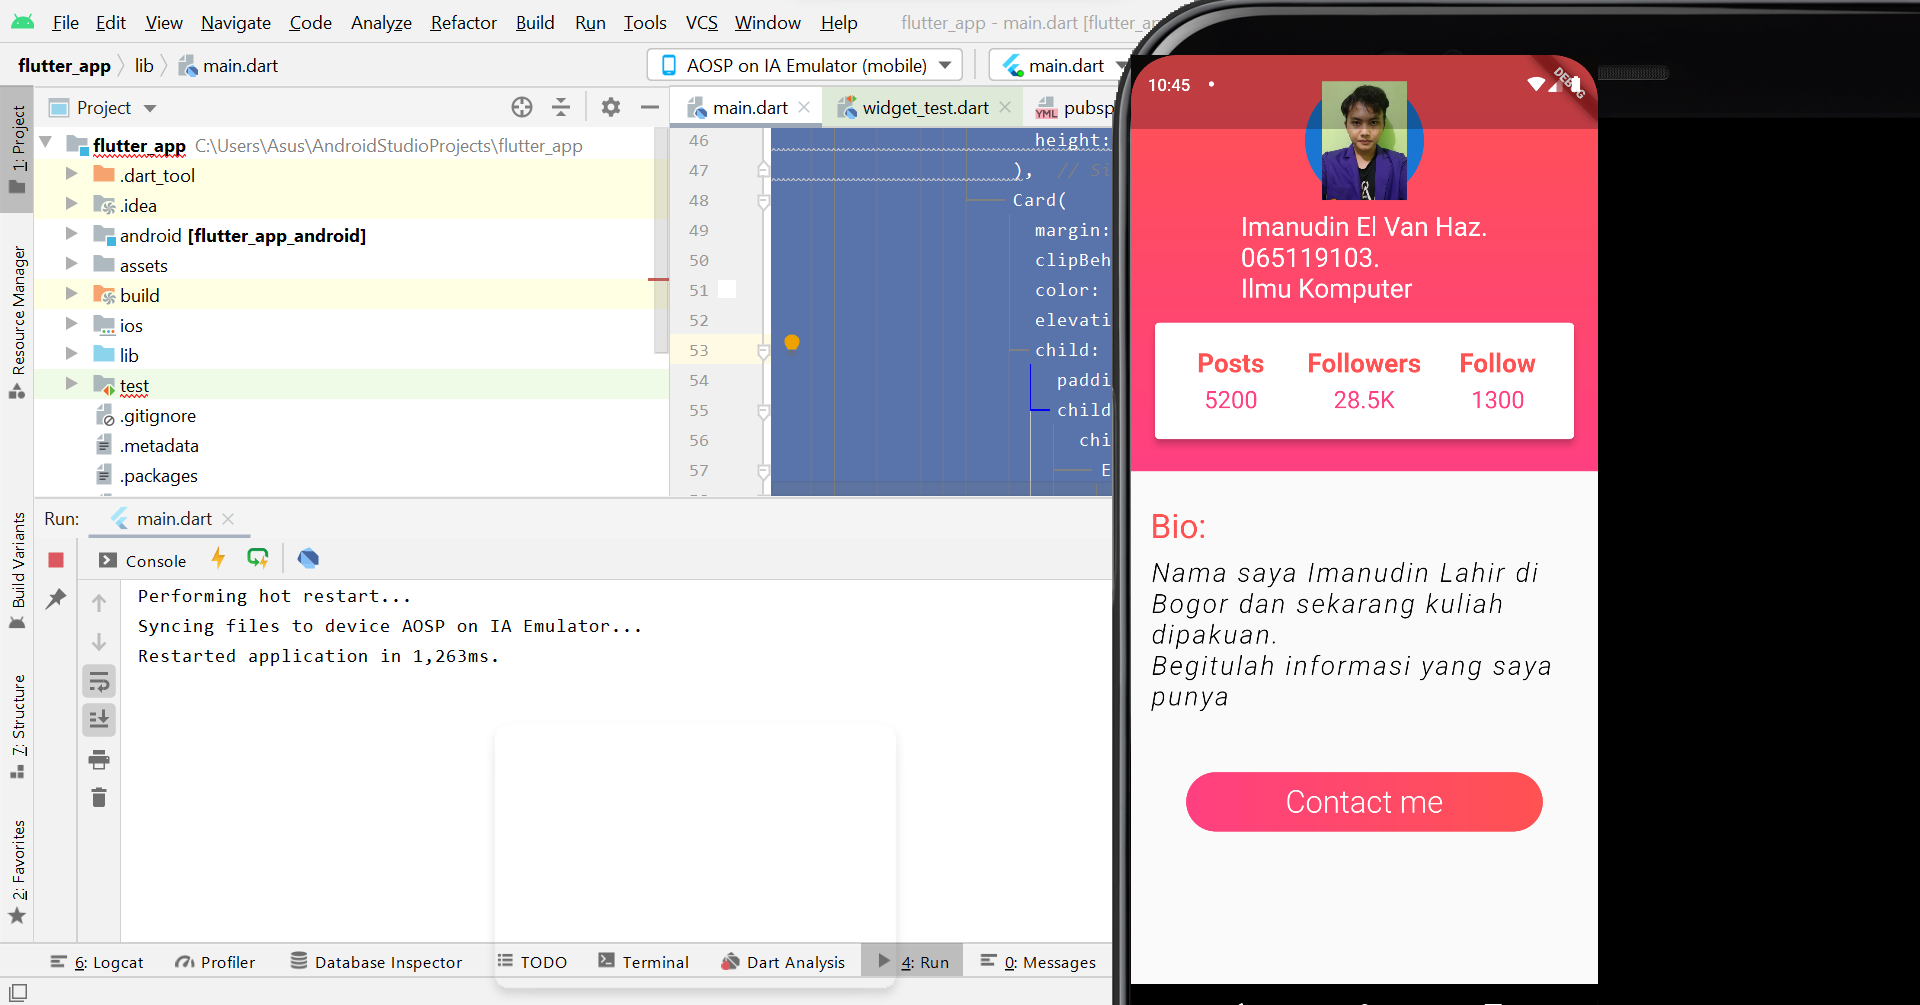 File Edit View Navigate Code Analyze Refactor Build Run Tools VCS Window Help flutter_app - main.dart [flutter_ap
flutter_app lib main.dart AOSP on IA Emulator (mobile) main.dart
1: Project
Resource Manager
Build Variants
7: Structure
2: Favorites
Project
main.dart widget_test.dart pubsp
flutter_app C:\Users\Asus\AndroidStudioProjects\flutter_app
.dart_tool
.idea
android [flutter_app_android]
assets
build
ios
lib
test
.gitignore
.metadata
.packages
46 height:
47 ), // Si
48 Card(
49 margin:
50 clipBeh
51 color:
52 elevati
53 child:
54 paddi
55 child
56 chi
57 E
Run: main.dart
Console
Performing hot restart...
Syncing files to device AOSP on IA Emulator...
Restarted application in 1,263ms.
6: Logcat Profiler Database Inspector TODO Terminal Dart Analysis 4: Run 0: Messages
10:45
DEBUG
Imanudin El Van Haz.
065119103.
Ilmu Komputer
Posts Followers Follow
5200 28.5K 1300
Bio:
Nama saya Imanudin Lahir di
Bogor dan sekarang kuliah
dipakuan.
Begitulah informasi yang saya
punya
Contact me